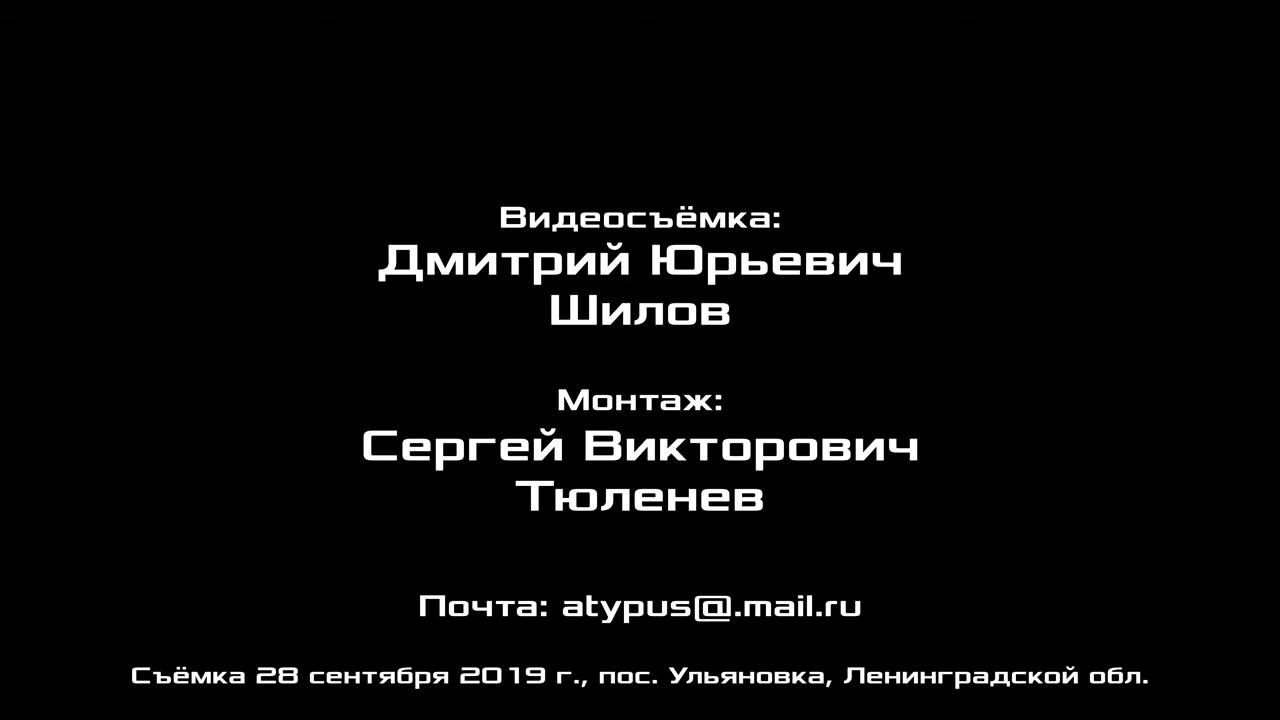 Видеосъёмка:
Дмитрий Юрьевич
Шилов
Монтаж:
Сергей Викторович
Тюленев
Почта: atypus@.mail.ru
Съёмка 28 сентября 2019 г., пос. Ульяновка, Ленинградской обл.